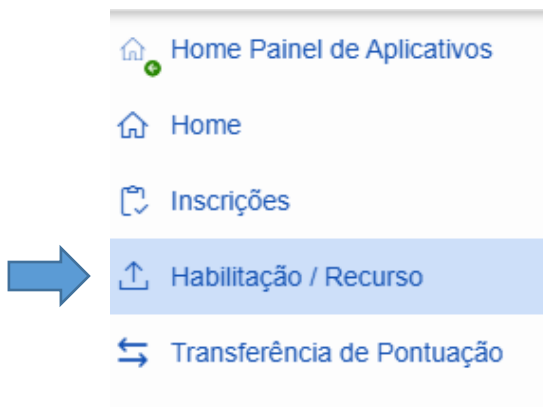 Home Painel de Aplicativos
Home
Inscrições
Habilitação / Recurso
Transferência de Pontuação